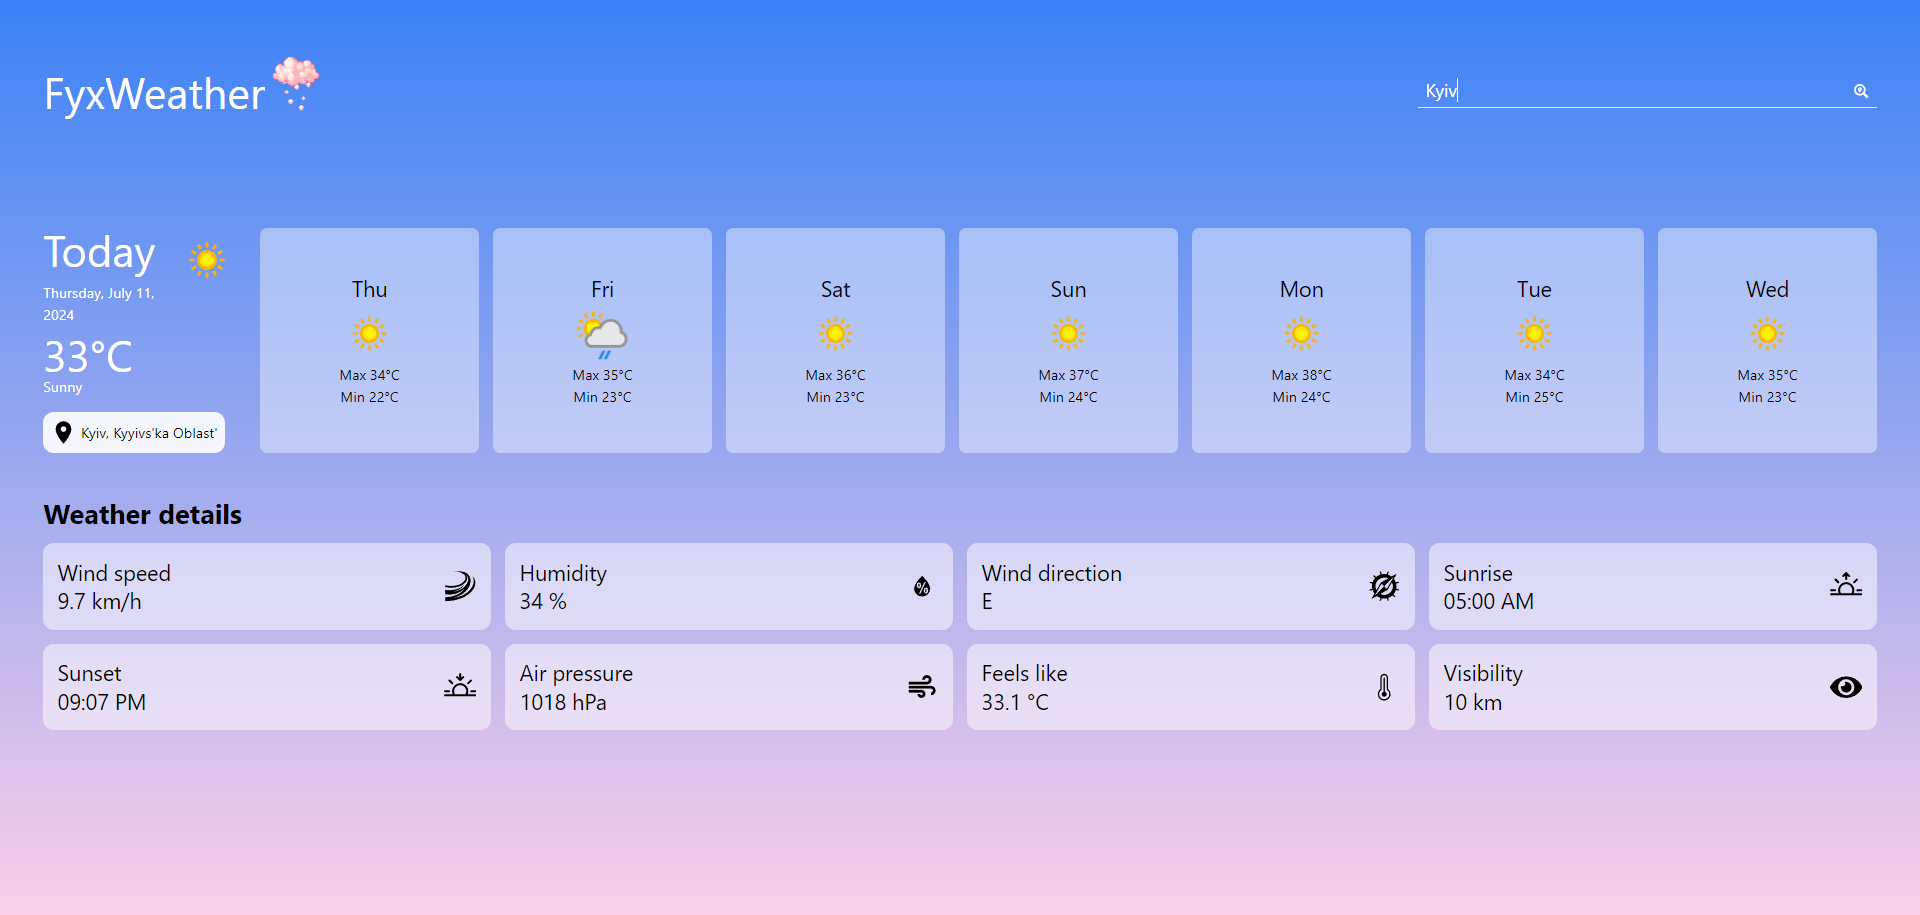 FyxWeather
Kyiv
Today
Thursday, July 11,
2024
33°C
Sunny
Kyiv, Kyyivs'ka Oblast'
Thu
Max 34°C
Min 22°C
Fri
Max 35°C
Min 23°C
Sat
Max 36°C
Min 23°C
Sun
Max 37°C
Min 24°C
Mon
Max 38°C
Min 24°C
Tue
Max 34°C
Min 25°C
Wed
Max 35°C
Min 23°C
Weather details
Wind speed
9.7 km/h
Humidity
34 %
%
Wind direction
E
Sunrise
05:00 AM
Sunset
09:07 PM
Air pressure
1018 hPa
Feels like
33.1 °C
Visibility
10 km